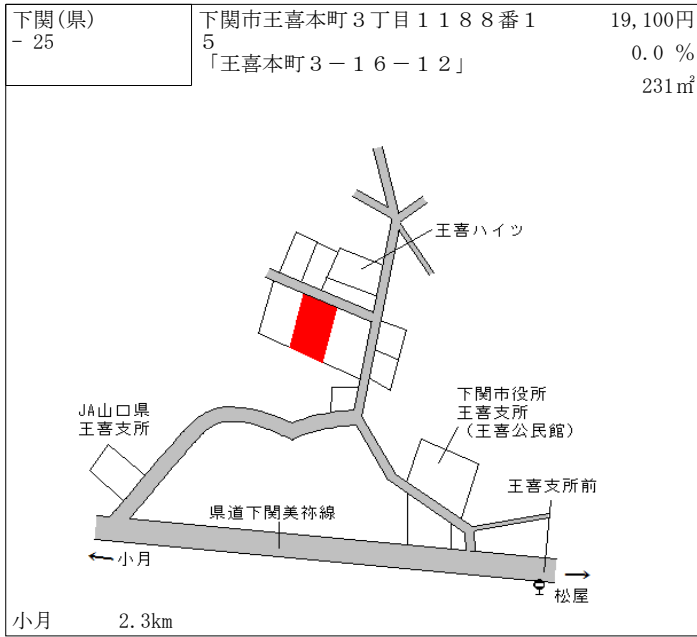 下関(県)
- 25
下関市王喜本町３丁目１１８８番１
５
「王喜本町３－１６－１２」
19,100円
0.0 %
231㎡
王喜ハイツ
JA山口県
王喜支所
下関市役所
王喜支所
（王喜公民館）
王喜支所前
県道下関美祢線
←小月
→
松屋
小月 2.3km